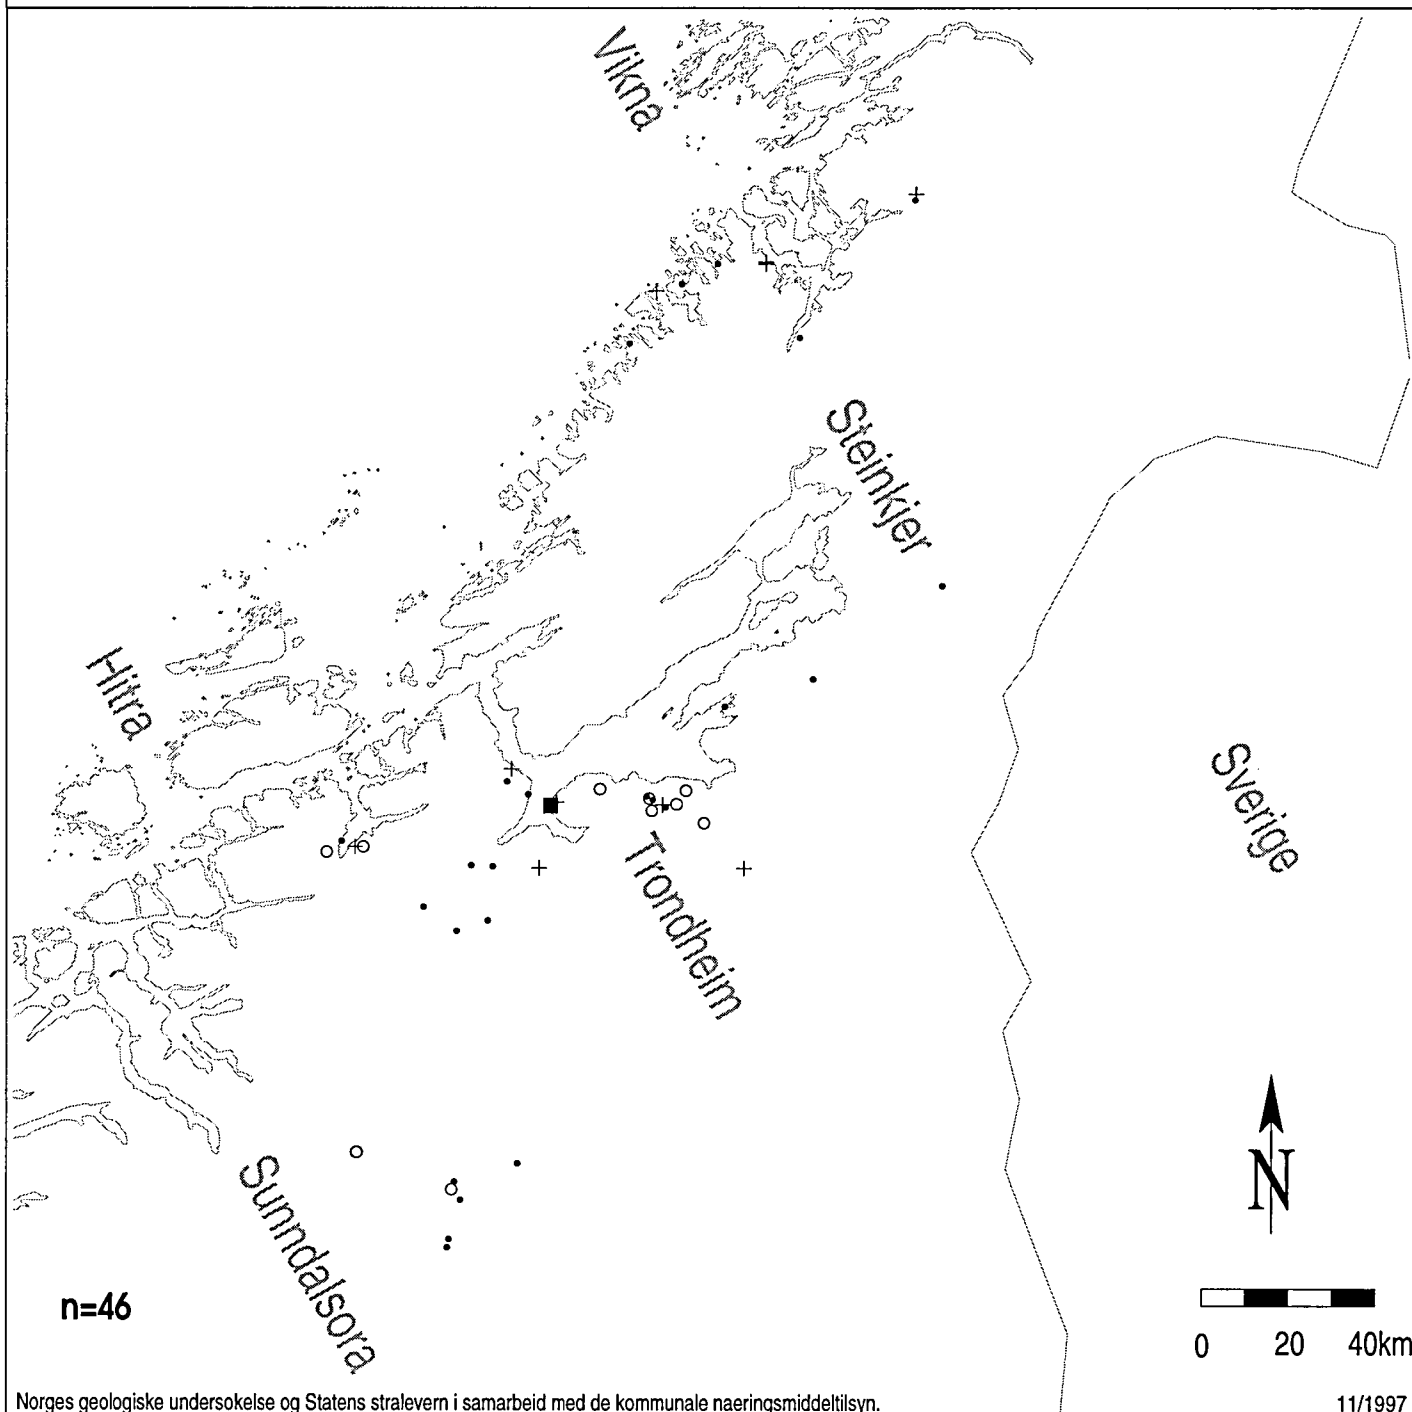 Vikna
Steinkjer
Hitra
Sverige
Trondheim
N
Sunndalsora
n=46
0 20 40km
Norges geologiske undersokelse og Statens stralevern i samarbeid med de kommunale naeringsmiddeltilsyn.
11/1997